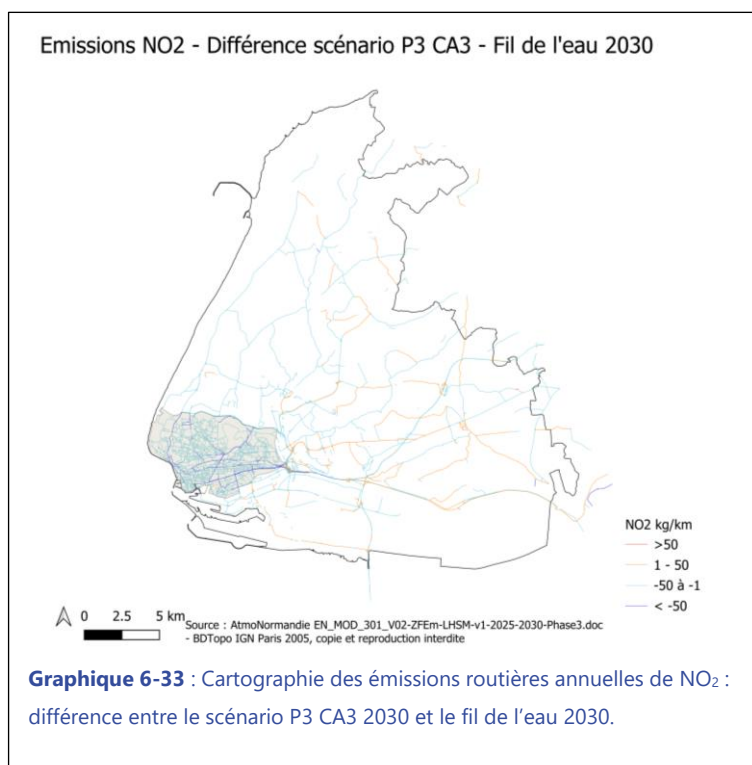 Emissions NO2 - Différence scénario P3 CA3 - Fil de l'eau 2030
NO2 kg/km
>50
1 - 50
-50 à -1
< -50
0 2.5 5 km
Source : AtmoNormandie EN_MOD_301_V02-ZFEm-LHSM-v1-2025-2030-Phase3.doc
- BDTopo IGN Paris 2005, copie et reproduction interdite
Graphique 6-33 : Cartographie des émissions routières annuelles de NO₂ :
différence entre le scénario P3 CA3 2030 et le fil de l’eau 2030.